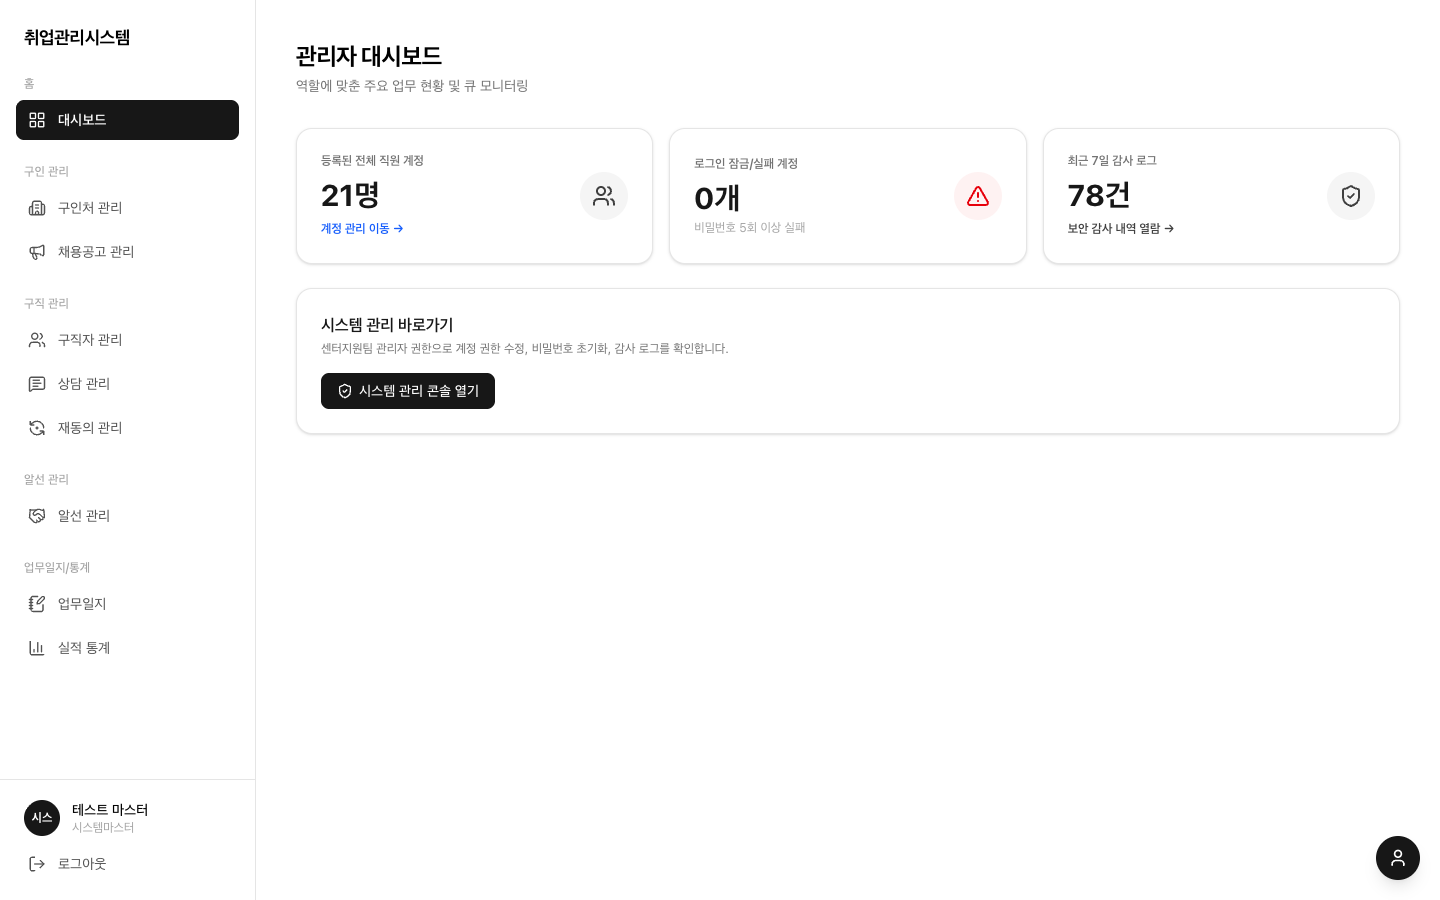 취업관리시스템
홈
대시보드
구인 관리
구인처 관리
채용공고 관리
구직 관리
구직자 관리
상담 관리
재동의 관리
알선 관리
알선 관리
업무일지/통계
업무일지
실적 통계
시스
테스트 마스터
시스템마스터
로그아웃
관리자 대시보드
역할에 맞춘 주요 업무 현황 및 큐 모니터링
등록된 전체 직원 계정
21명
계정 관리 이동 →
로그인 잠금/실패 계정
0개
비밀번호 5회 이상 실패
최근 7일 감사 로그
78건
보안 감사 내역 열람 →
시스템 관리 바로가기
센터지원팀 관리자 권한으로 계정 권한 수정, 비밀번호 초기화, 감사 로그를 확인합니다.
시스템 관리 콘솔 열기